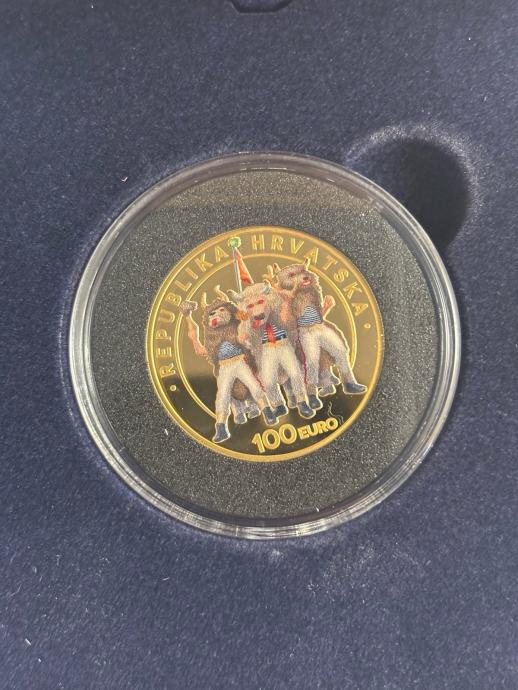 · REPUBLIKA HRVATSKA ·
100 EURO